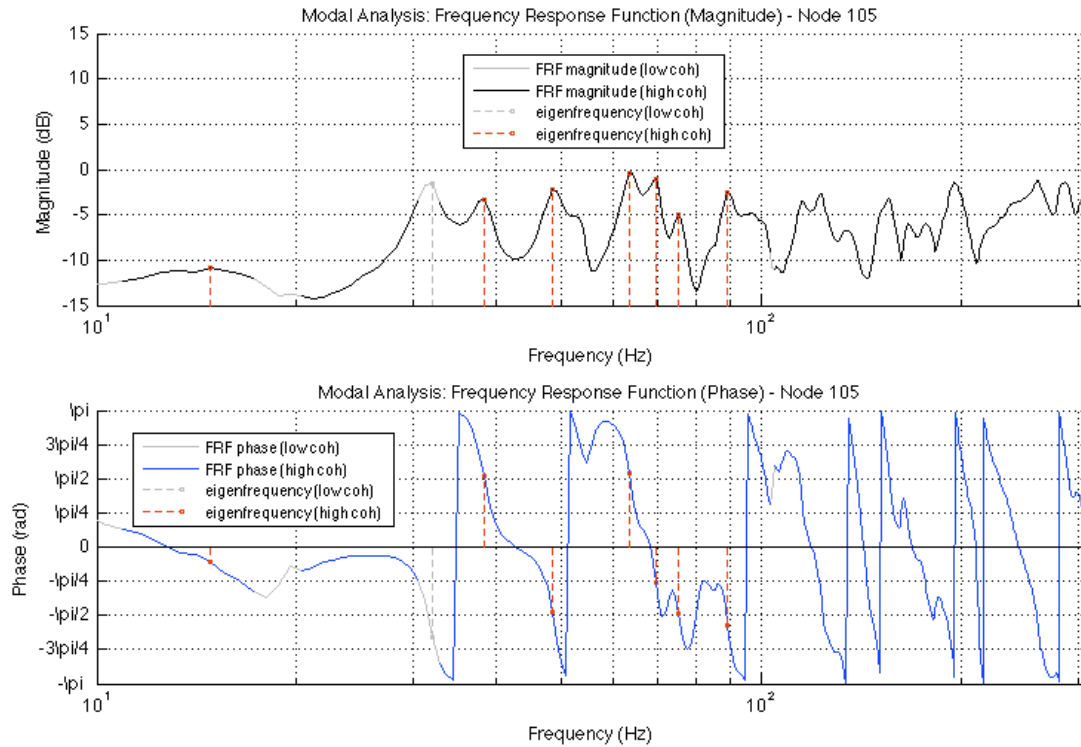 Modal Analysis: Frequency Response Function (Magnitude) - Node 105
15
10
5
0
-5
-10
-15
Magnitude (dB)
FRF magnitude (low coh)
FRF magnitude (high coh)
eigenfrequency (low coh)
eigenfrequency (high coh)
10^1
10^2
Frequency (Hz)
Modal Analysis: Frequency Response Function (Phase) - Node 105
\pi
3\pi/4
\pi/2
\pi/4
0
-\pi/4
-\pi/2
-3\pi/4
-\pi
Phase (rad)
FRF phase (low coh)
FRF phase (high coh)
eigenfrequency (low coh)
eigenfrequency (high coh)
10^1
10^2
Frequency (Hz)